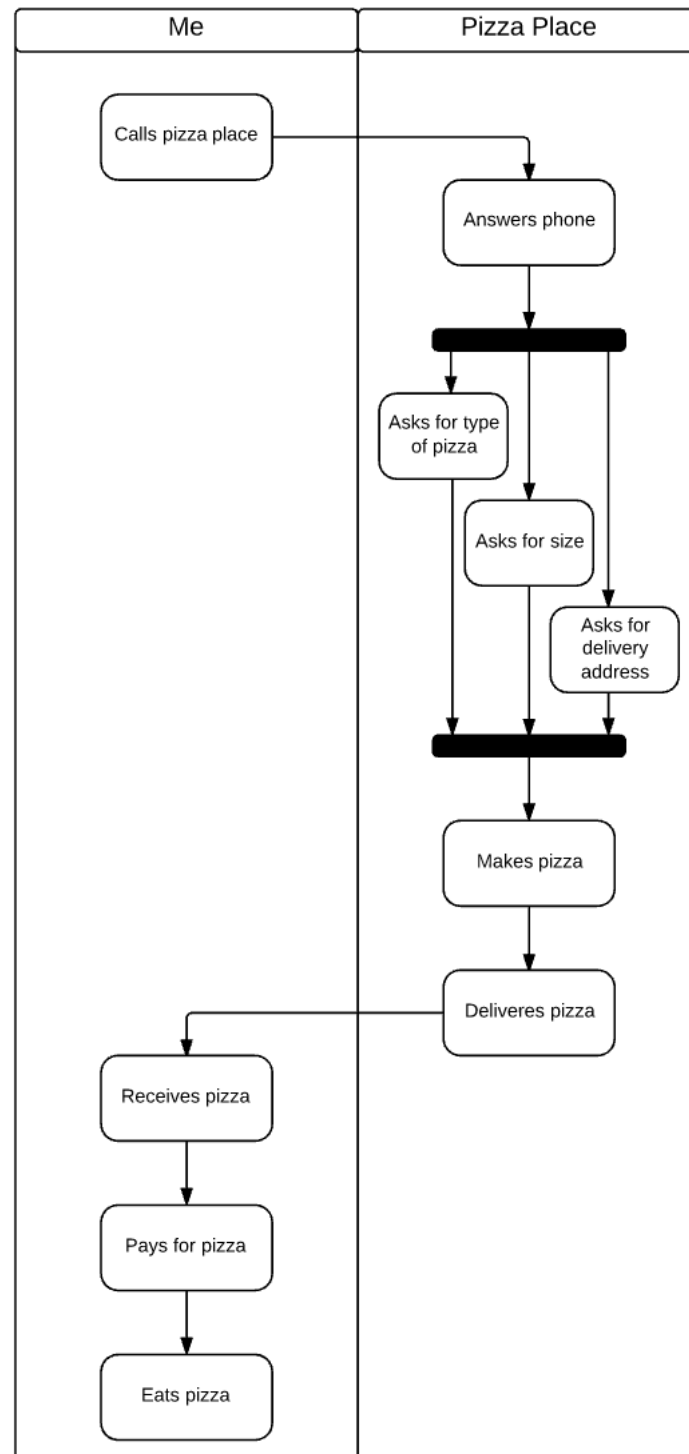 Me
Pizza Place
Calls pizza place
Answers phone
Asks for type
of pizza
Asks for size
Asks for
delivery
address
Makes pizza
Deliveres pizza
Receives pizza
Pays for pizza
Eats pizza